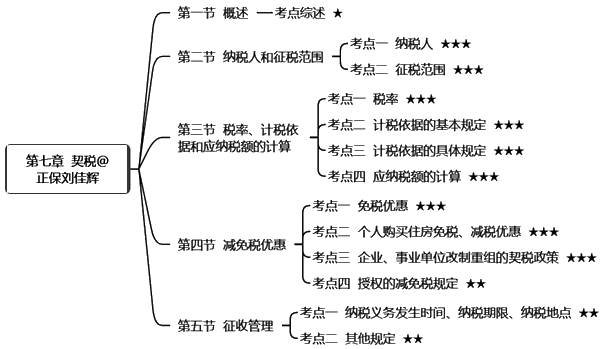 第七章 契税@
正保刘佳辉
第一节 概述
考点综述 ★
第二节 纳税人和征税范围
考点一 纳税人 ★★★
考点二 征税范围 ★★★
第三节 税率、计税依
据和应纳税额的计算
考点一 税率 ★★★
考点二 计税依据的基本规定 ★★★
考点三 计税依据的具体规定 ★★★
考点四 应纳税额的计算 ★★★
第四节 减免税优惠
考点一 免税优惠 ★★★
考点二 个人购买住房免税、减税优惠 ★★★
考点三 企业、事业单位改制重组的契税政策 ★★★
考点四 授权的减免税规定 ★★
第五节 征收管理
考点一 纳税义务发生时间、纳税期限、纳税地点 ★★
考点二 其他规定 ★★